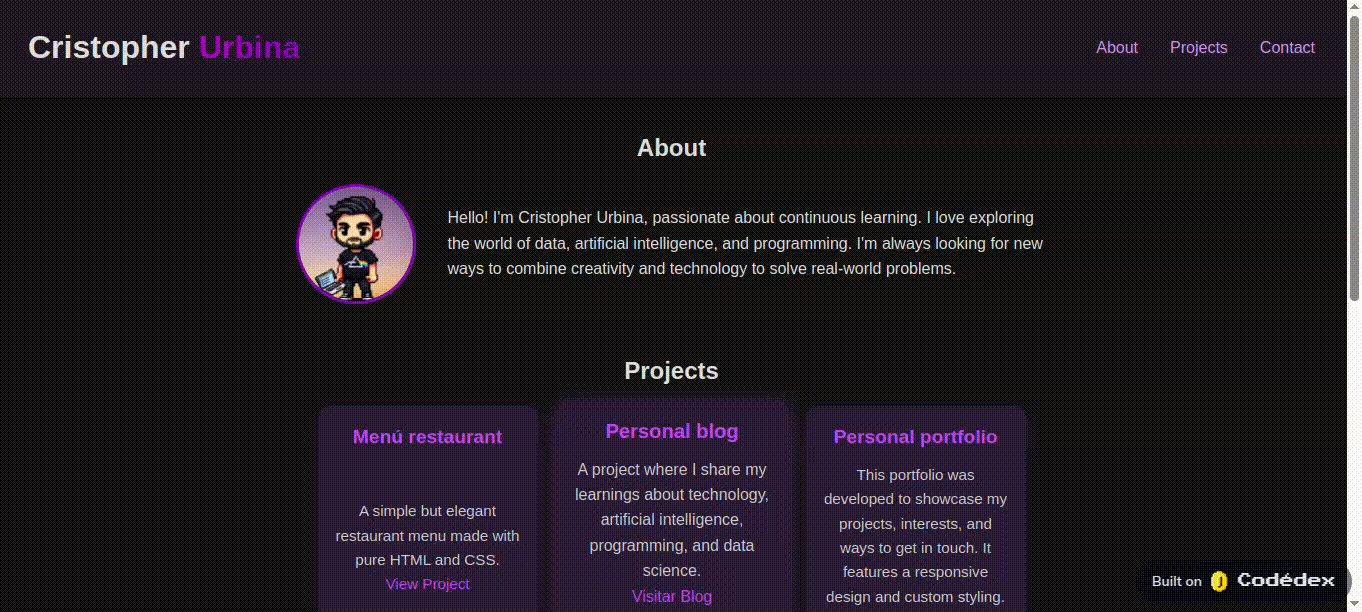 Cristopher Urbina
About
Projects
Contact
About
Hello! I'm Cristopher Urbina, passionate about continuous learning. I love exploring
the world of data, artificial intelligence, and programming. I'm always looking for new
ways to combine creativity and technology to solve real-world problems.
Projects
Menú restaurant
A simple but elegant
restaurant menu made with
pure HTML and CSS.
View Project
Personal blog
A project where I share my
learnings about technology,
artificial intelligence,
programming, and data
science.
Visitar Blog
Personal portfolio
This portfolio was
developed to showcase my
projects, interests, and
ways to get in touch. It
features a responsive
design and custom styling.
Built on Codédex